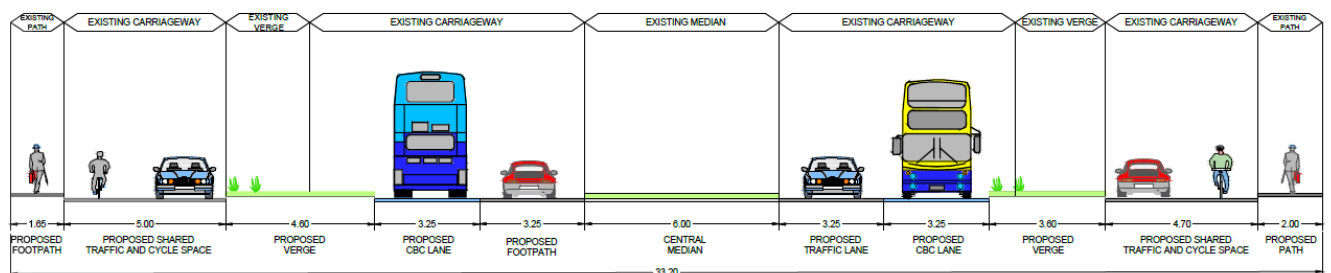 EXISTING
PATH
EXISTING CARRIAGEWAY
EXISTING
VERGE
EXISTING CARRIAGEWAY
EXISTING MEDIAN
EXISTING CARRIAGEWAY
EXISTING VERGE
EXISTING CARRIAGEWAY
EXISTING
PATH
1.65
5.00
4.60
3.25
3.25
6.00
3.25
3.25
3.60
4.70
2.00
PROPOSED
FOOTPATH
PROPOSED SHARED
TRAFFIC AND CYCLE SPACE
PROPOSED
VERGE
PROPOSED
CBC LANE
PROPOSED
FOOTPATH
CENTRAL
MEDIAN
PROPOSED
TRAFFIC LANE
PROPOSED
CBC LANE
PROPOSED
VERGE
PROPOSED SHARED
TRAFFIC AND CYCLE SPACE
PROPOSED
PATH
33.20